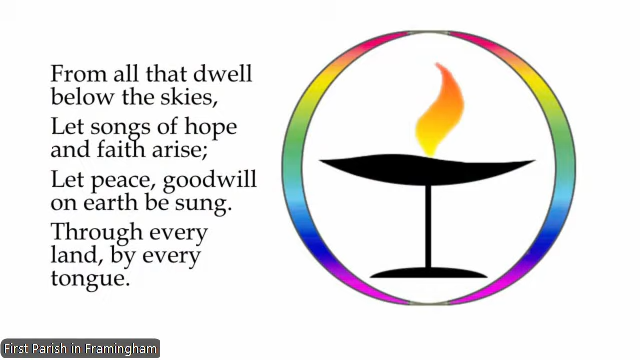 From all that dwell
below the skies,
Let songs of hope
and faith arise;
Let peace, goodwill
on earth be sung.
Through every
land, by every
tongue.
First Parish in Framingham